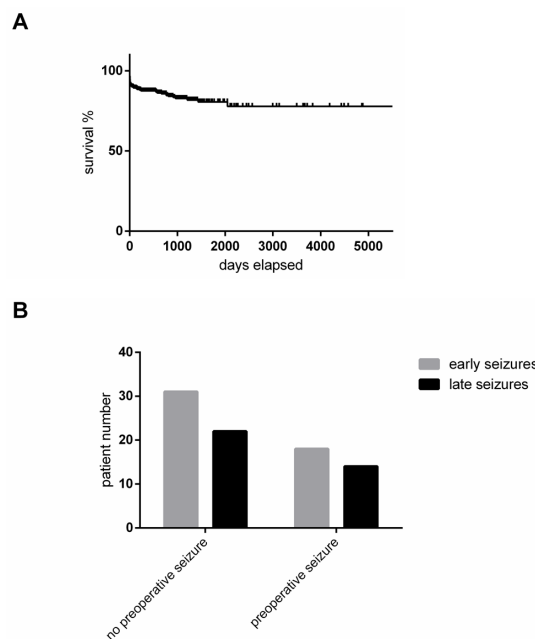 A
100
50
0
survival %
0 1000 2000 3000 4000 5000
days elapsed
B
40
30
20
10
0
patient number
early seizures
late seizures
no preoperative seizure
preoperative seizure